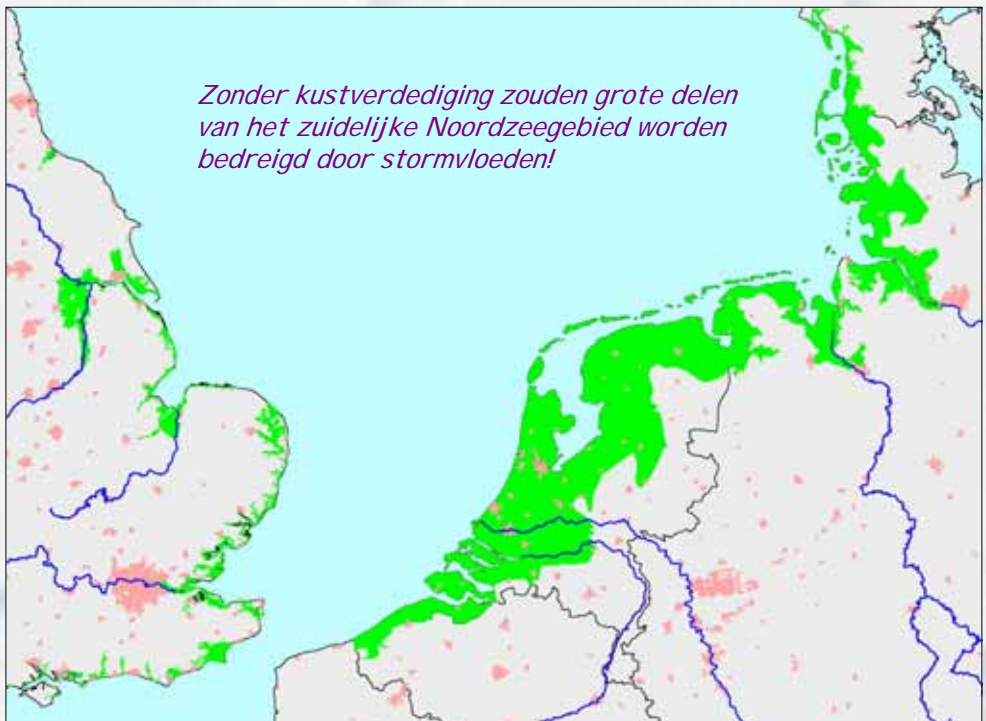 Zonder kustverdediging zouden grote delen
van het zuidelijke Noordzeegebied worden
bedreigd door stormvloeden!